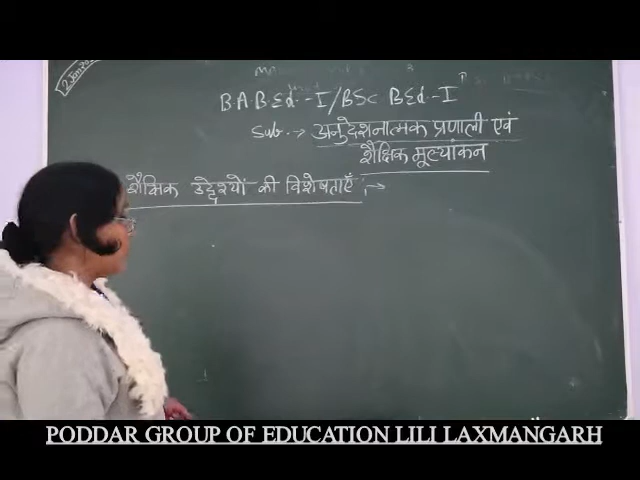 B.A B.Ed.-I/BSc B.Ed.-I
Sub. → अनुदेशनात्मक प्रणाली एवं
शैक्षिक मूल्यांकन
शैक्षिक उद्देश्यों की विशेषताएँ :→
PODDAR GROUP OF EDUCATION LILI LAXMANGARH